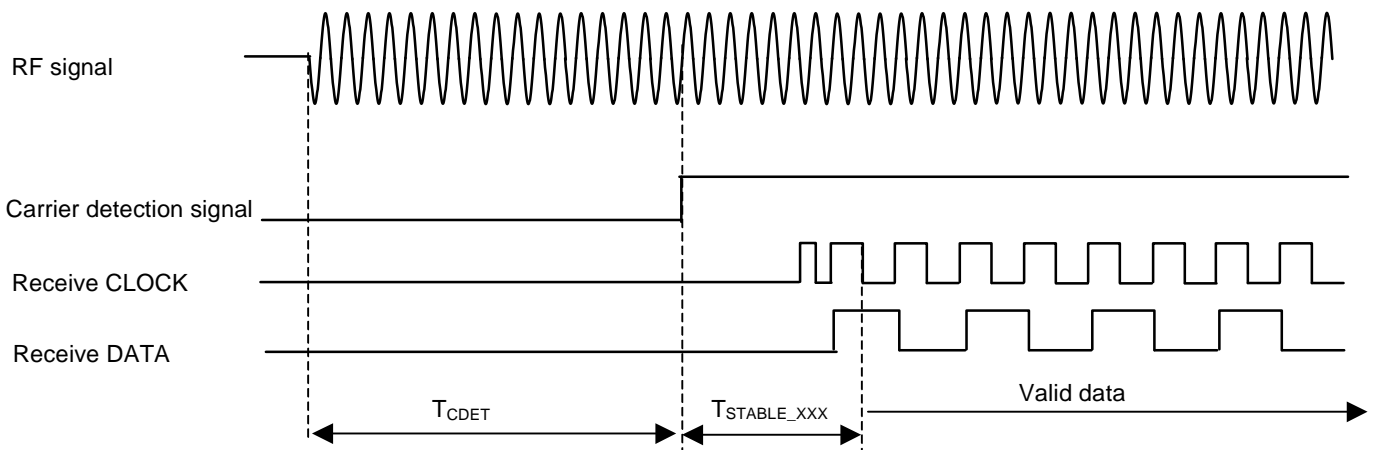 RF signal
Carrier detection signal
Receive CLOCK
Receive DATA
Valid data
TCDET
TSTABLE_XXX